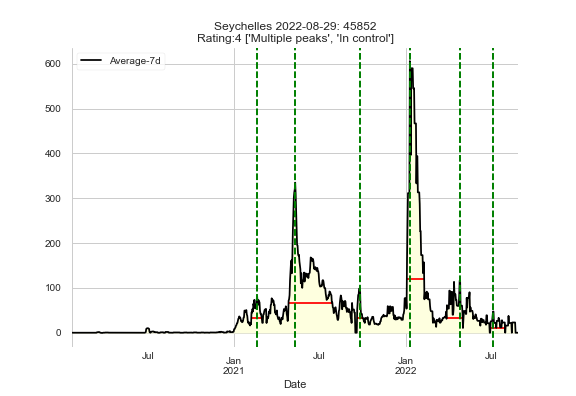 Seychelles 2022-08-29: 45852
Rating:4 ['Multiple peaks', 'In control']
Average-7d
600
500
400
300
200
100
0
Jul
Jan
2021
Jul
Jan
2022
Jul
Date